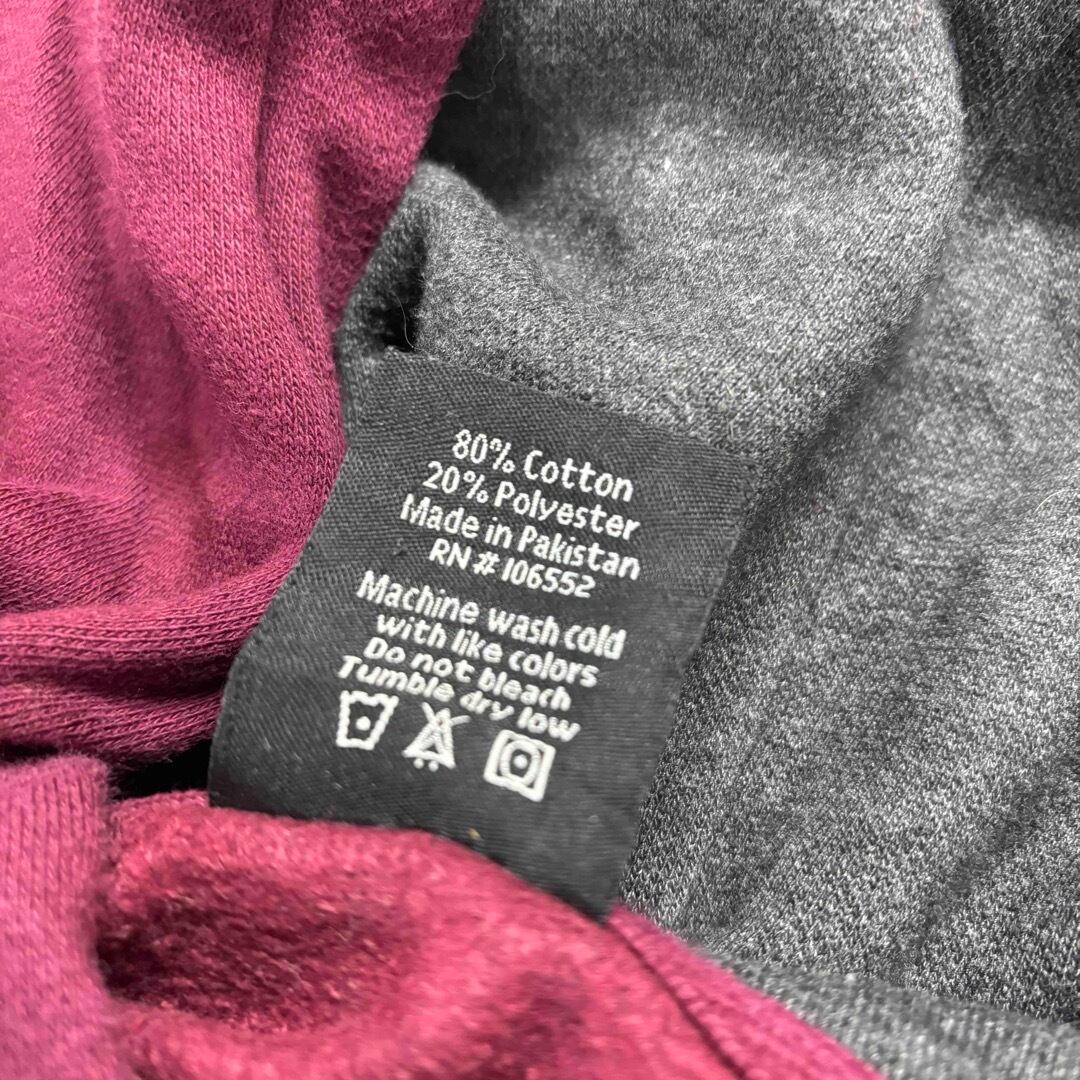 80% Cotton
20% Polyester
Made in Pakistan
RN # 106552
Machine wash cold
with like colors
Do not bleach
Tumble dry low